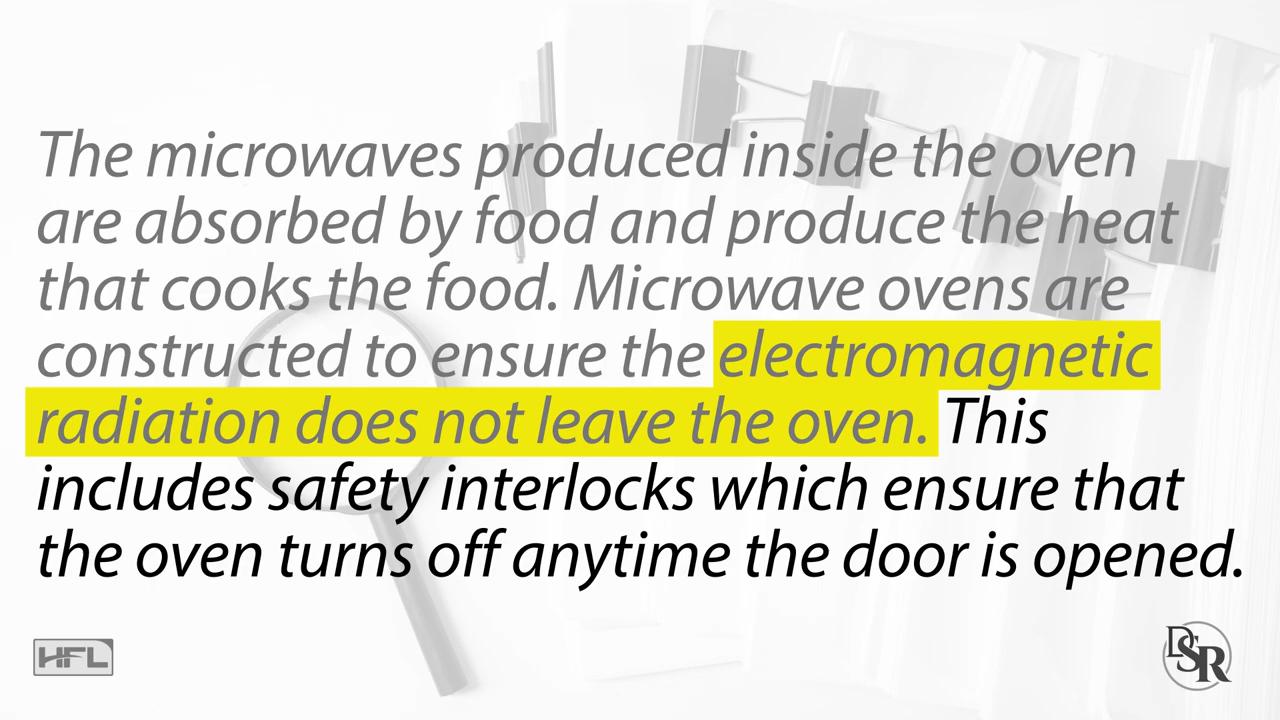 The microwaves produced inside the oven
are absorbed by food and produce the heat
that cooks the food. Microwave ovens are
constructed to ensure the electromagnetic
radiation does not leave the oven. This
includes safety interlocks which ensure that
the oven turns off anytime the door is opened.
HFL
DSR